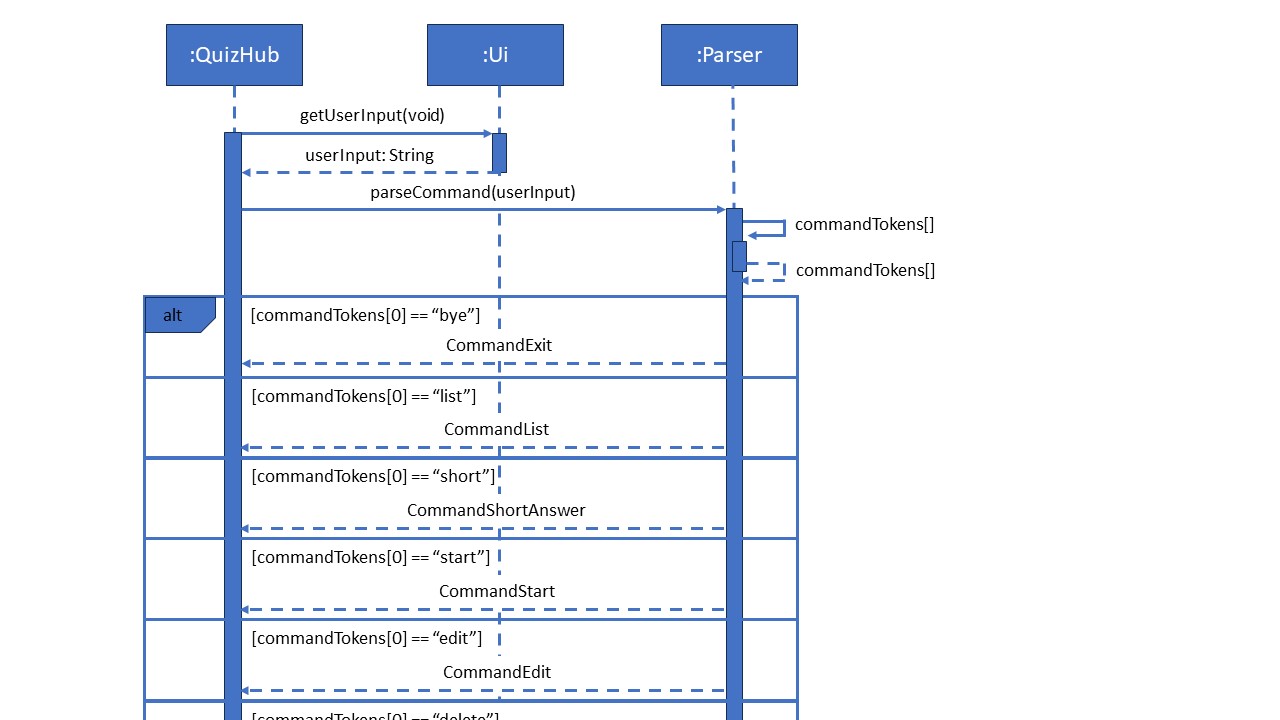 :QuizHub
:Ui
:Parser
getUserInput(void)
userInput: String
parseCommand(userInput)
commandTokens[]
commandTokens[]
alt
[commandTokens[0] == “bye”]
CommandExit
[commandTokens[0] == “list”]
CommandList
[commandTokens[0] == “short”]
CommandShortAnswer
[commandTokens[0] == “start”]
CommandStart
[commandTokens[0] == “edit”]
CommandEdit
[commandTokens[0] == “delete”]